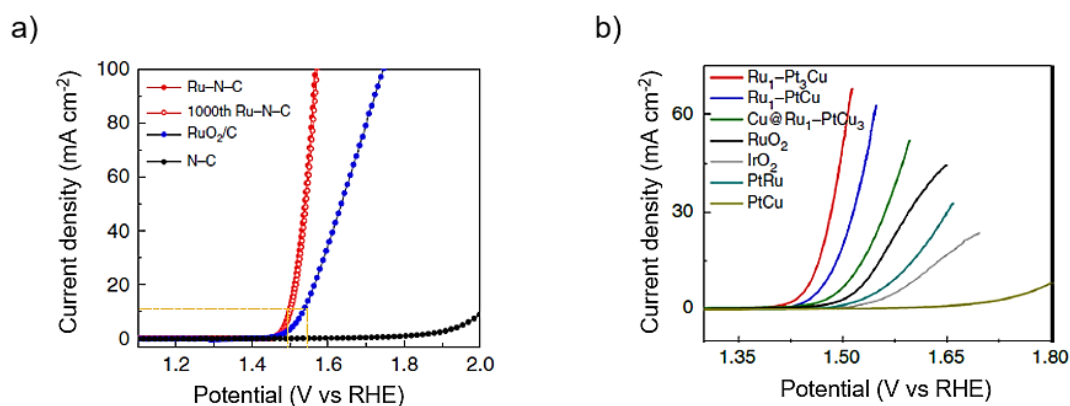 a)
Current density (mA cm⁻²)
100
80
60
40
20
0
Ru–N–C
1000th Ru–N–C
RuO₂/C
N–C
1.2
1.4
1.6
1.8
2.0
Potential (V vs RHE)
b)
Current density (mA cm⁻²)
60
30
0
Ru₁–Pt₃Cu
Ru₁–PtCu
Cu@Ru₁–PtCu₃
RuO₂
IrO₂
PtRu
PtCu
1.35
1.50
1.65
1.80
Potential (V vs RHE)